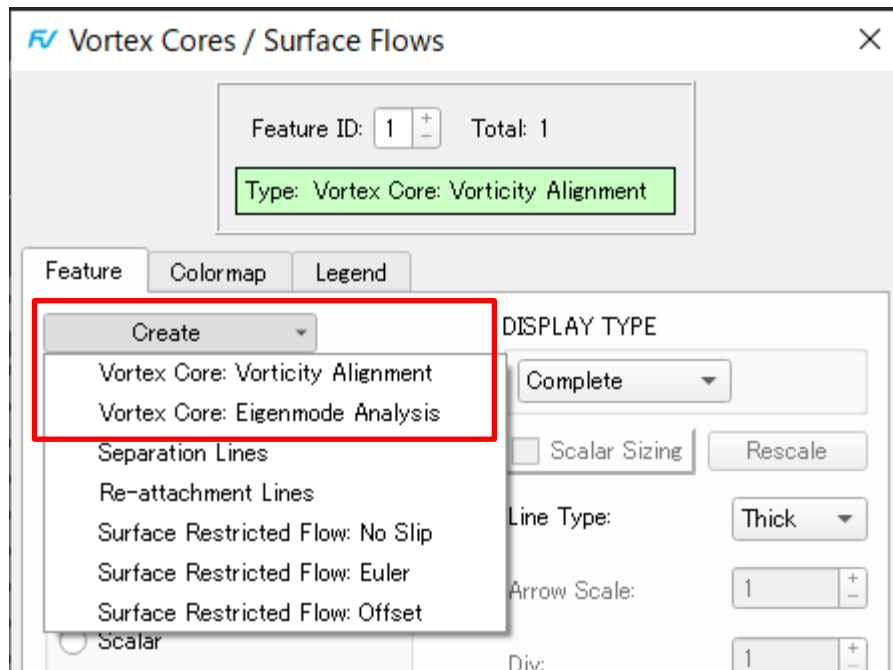 FV Vortex Cores / Surface Flows
Feature ID: 1 Total: 1
Type: Vortex Core: Vorticity Alignment
Feature Colormap Legend
Create
Vortex Core: Vorticity Alignment
Vortex Core: Eigenmode Analysis
Separation Lines
Re-attachment Lines
Surface Restricted Flow: No Slip
Surface Restricted Flow: Euler
Surface Restricted Flow: Offset
Scalar
DISPLAY TYPE
Complete
Scalar Sizing Rescale
Line Type: Thick
Arrow Scale: 1
Div: 1